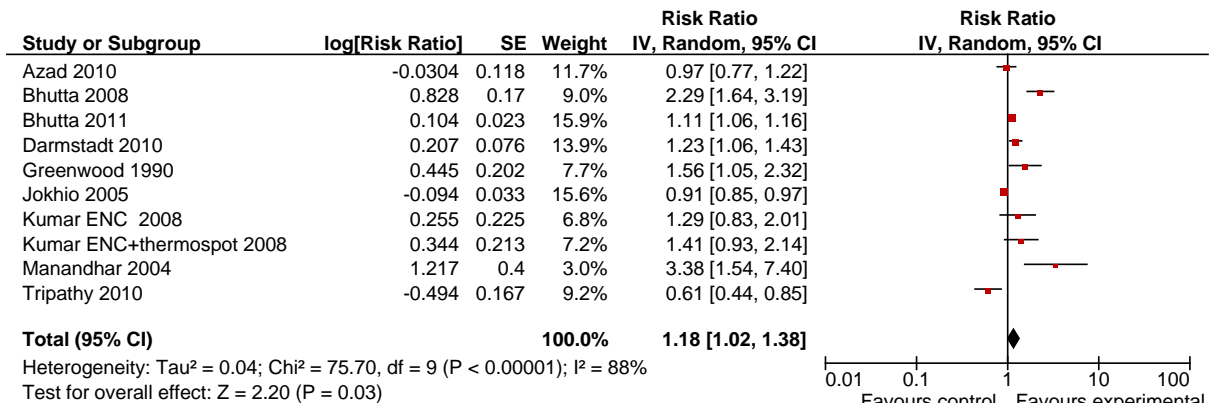 Risk Ratio Risk Ratio
Study or Subgroup log[Risk Ratio] SE Weight IV, Random, 95% CI IV, Random, 95% CI
Azad 2010 -0.0304 0.118 11.7% 0.97 [0.77, 1.22]
Bhutta 2008 0.828 0.17 9.0% 2.29 [1.64, 3.19]
Bhutta 2011 0.104 0.023 15.9% 1.11 [1.06, 1.16]
Darmstadt 2010 0.207 0.076 13.9% 1.23 [1.06, 1.43]
Greenwood 1990 0.445 0.202 7.7% 1.56 [1.05, 2.32]
Jokhio 2005 -0.094 0.033 15.6% 0.91 [0.85, 0.97]
Kumar ENC 2008 0.255 0.225 6.8% 1.29 [0.83, 2.01]
Kumar ENC+thermospot 2008 0.344 0.213 7.2% 1.41 [0.93, 2.14]
Manandhar 2004 1.217 0.4 3.0% 3.38 [1.54, 7.40]
Tripathy 2010 -0.494 0.167 9.2% 0.61 [0.44, 0.85]
Total (95% CI) 100.0% 1.18 [1.02, 1.38]
Heterogeneity: Tau² = 0.04; Chi² = 75.70, df = 9 (P < 0.00001); I² = 88%
Test for overall effect: Z = 2.20 (P = 0.03)
0.01 0.1 1 10 100
Favours control Favours experimental